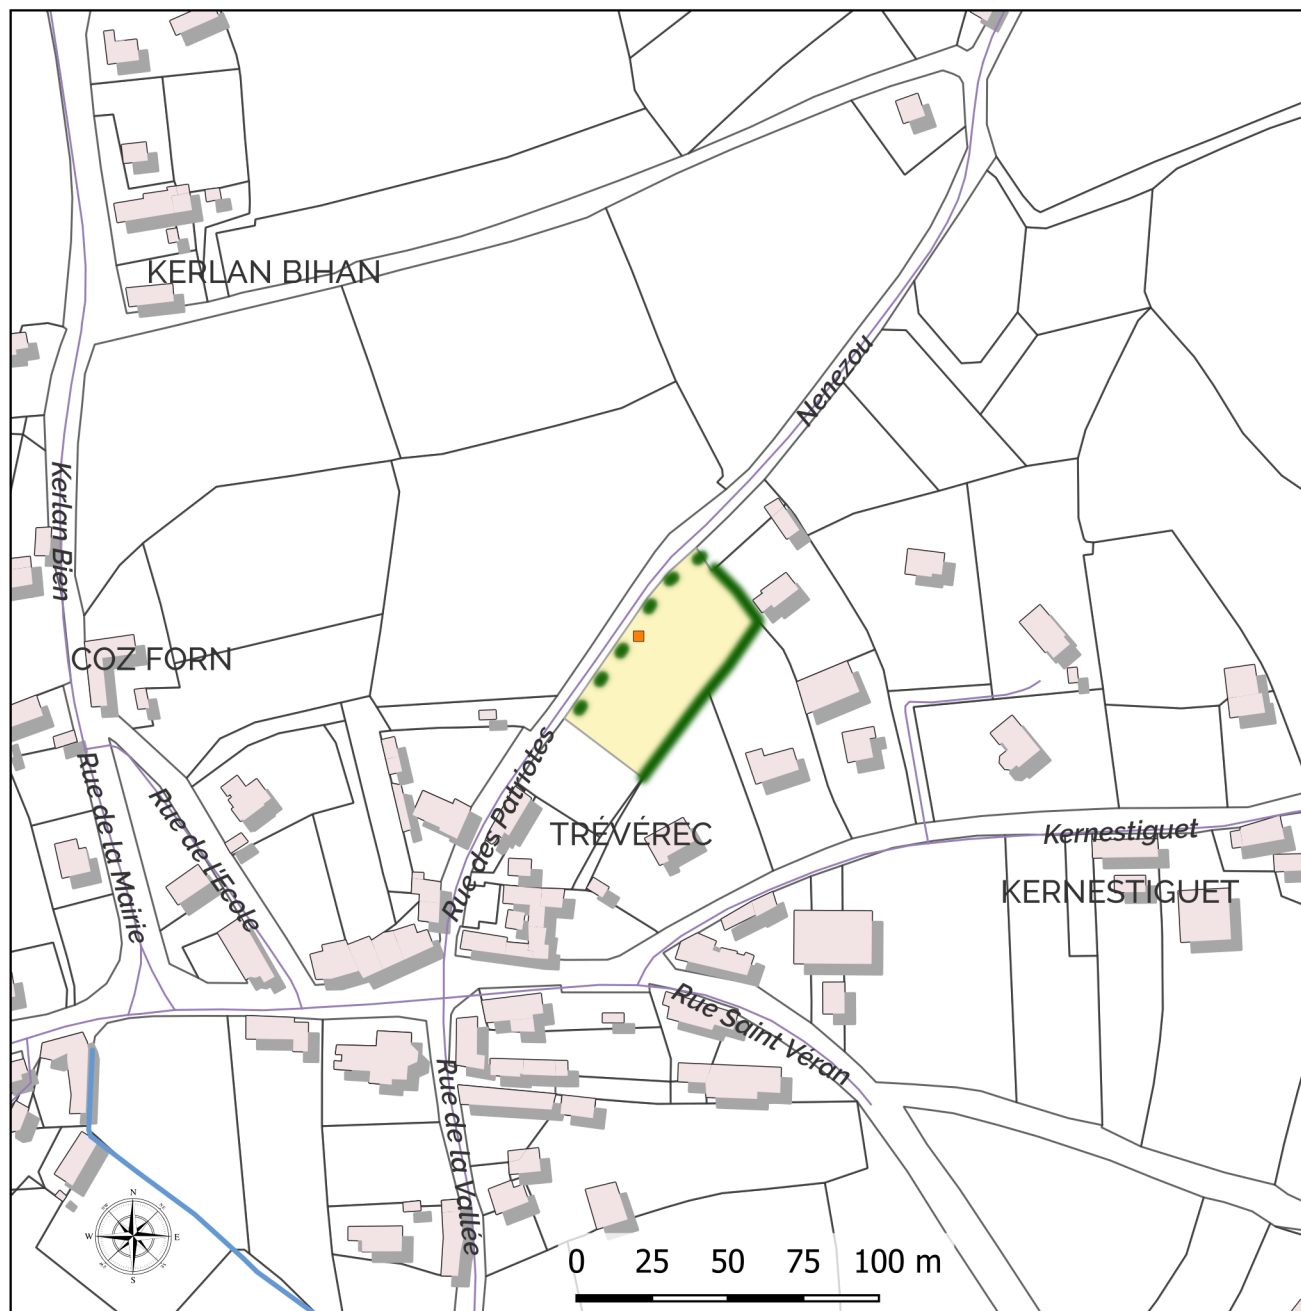 KERLAN BIHAN
Nenezou
Kerlan Bien
COZ FORN
Rue de la Mairie
Rue de l'Ecole
Rue des Patriotes
TRÉVÉREC
Kernestiguet
KERNESTIGUET
Rue Saint Véran
Rue de la Vallée
N
W
E
S
0 25 50 75 100 m